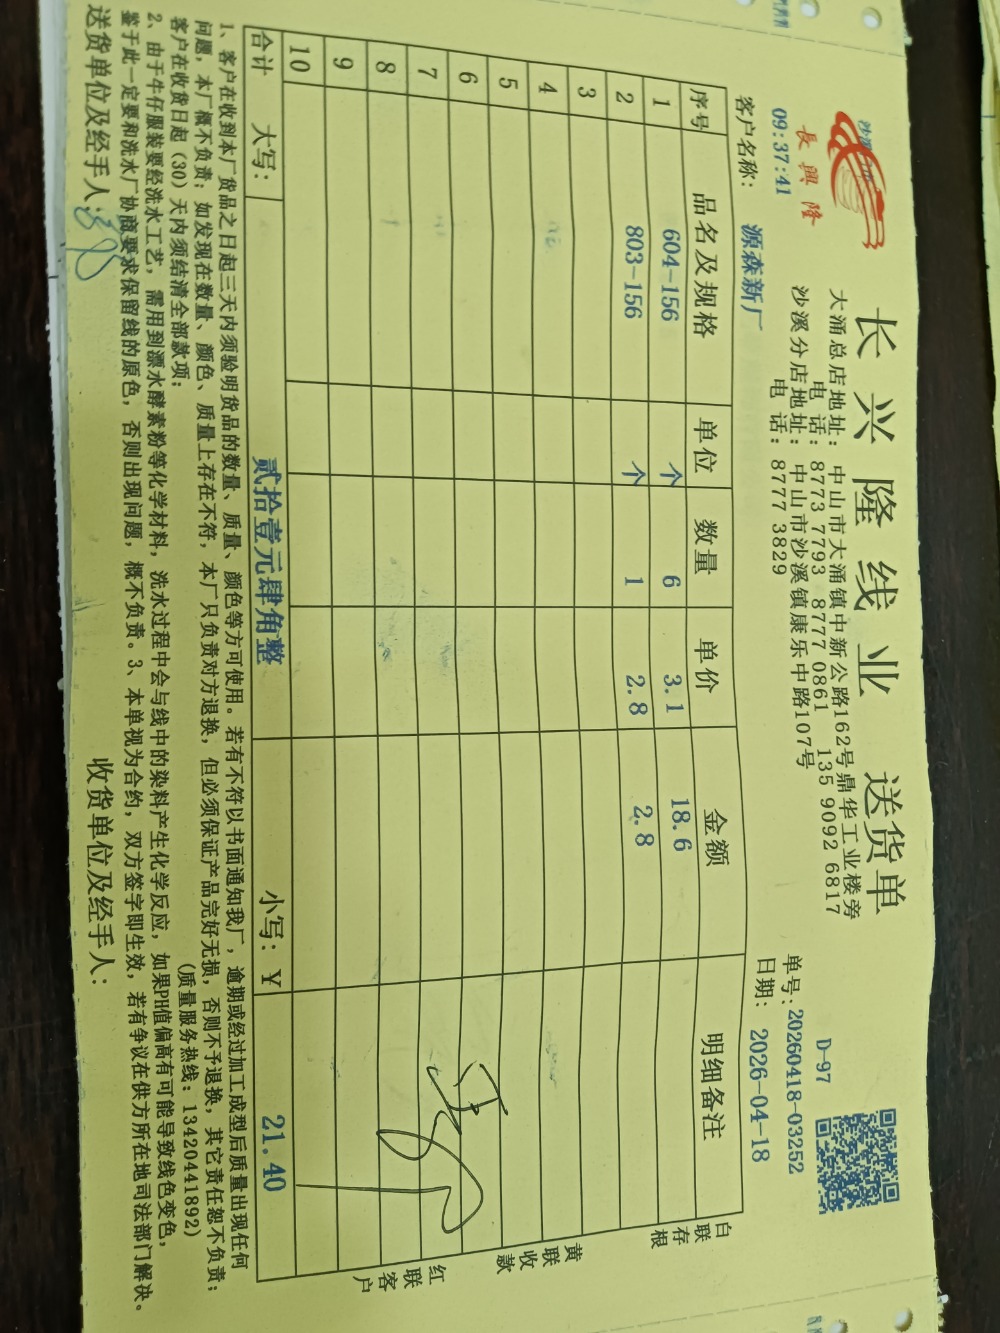 長興隆
长兴隆线业 送货单
D-97
大涌总店地址：中山市大涌镇中新公路162号鼎华工业楼旁
电 话：8773 7793 8777 0861 135 9092 6817
沙溪分店地址：中山市沙溪镇康乐中路107号
电 话：8777 3829
单号：20260418-03252
09:37:41
日期：2026-04-18
客户名称：源森新厂
序号 品名及规格 单位 数量 单价 金额 明细备注
1 604-156 个 6 3.1 18.6
2 803-156 个 1 2.8 2.8
3
4
5
6
7
8
9
10
合计 大写：贰拾壹元肆角整 小写：¥ 21.40
白联存根
黄联收款
红联客户
1、客户在收到本厂货品之日起三天内须验明货品的数量、质量、颜色等方可使用。若有不符以书面通知我厂，逾期或经过加工成型后质量出现任何
问题，本厂概不负责；如发现在数量、颜色、质量上存在不符，本厂只负责对方退换，但必须保证产品完好无损，否则不予退换，其它责任恕不负责；
客户在收货日起（30）天内须结清全部款项； （质量服务热线：13420441892）
2、由于牛仔服装要经洗水工艺，需用到漂水酵素粉等化学材料，洗水过程中会与线中的染料产生化学反应，如果PH值偏高有可能导致线色变色，
鉴于此一定要和洗水厂协商要求保留线的原色，否则出现问题，概不负责。3、本单视为合约，双方签字即生效，若有争议在供方所在地司法部门解决。
送货单位及经手人： 收货单位及经手人：